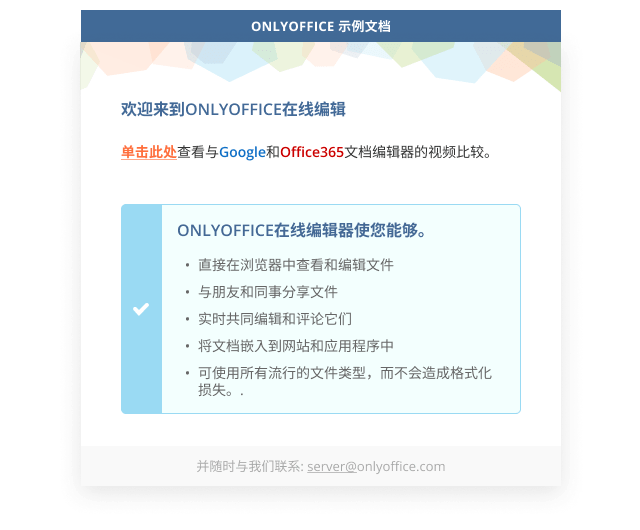 ONLYOFFICE 示例文档
欢迎来到ONLYOFFICE在线编辑
单击此处查看与Google和Office365文档编辑器的视频比较。
ONLYOFFICE在线编辑器使您能够。
• 直接在浏览器中查看和编辑文件
• 与朋友和同事分享文件
• 实时共同编辑和评论它们
• 将文档嵌入到网站和应用程序中
• 可使用所有流行的文件类型，而不会造成格式化
损失。.
并随时与我们联系: server@onlyoffice.com